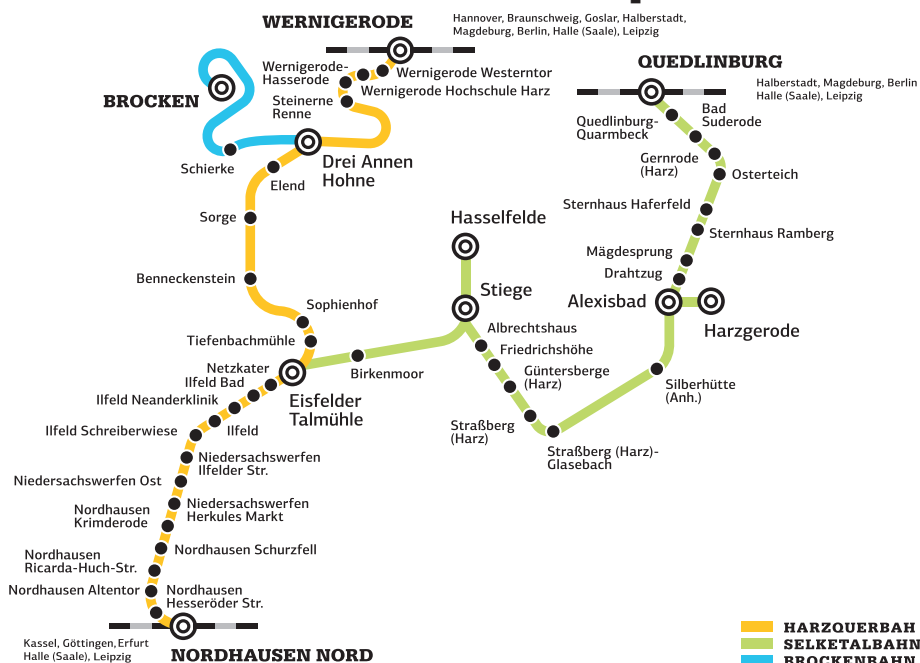 WERNIGERODE
Hannover, Braunschweig, Goslar, Halberstadt,
Magdeburg, Berlin, Halle (Saale), Leipzig
QUEDLINBURG
Halberstadt, Magdeburg, Berlin
Halle (Saale), Leipzig
Wernigerode-
Hasserode
Wernigerode Westerntor
Wernigerode Hochschule Harz
Steinerne
Renne
BROCKEN
Schierke
Drei Annen
Hohne
Elend
Sorge
Benneckenstein
Sophienhof
Tiefenbachmühle
Netzkater
Ilfeld Bad
Ilfeld Neanderklinik
Ilfeld Schreiberwiese
Ilfeld
Eisfelder
Talmühle
Birkenmoor
Hasselfelde
Stiege
Albrechtshaus
Friedrichshöhe
Güntersberge
(Harz)
Straßberg
(Harz)
Straßberg (Harz)-
Glasebach
Silberhütte
(Anh.)
Alexisbad
Harzgerode
Drahtzug
Mägdesprung
Sternhaus Ramberg
Sternhaus Haferfeld
Osterteich
Gernrode
(Harz)
Bad
Suderode
Quedlinburg-
Quarmbeck
Niedersachswerfen
Ilfelder Str.
Niedersachswerfen Ost
Niedersachswerfen
Herkules Markt
Nordhausen
Krimderode
Nordhausen Schurzfell
Nordhausen
Ricarda-Huch-Str.
Nordhausen Altentor
Nordhausen
Hesseröder Str.
Kassel, Göttingen, Erfurt
Halle (Saale), Leipzig
NORDHAUSEN NORD
HARZQUERBAH
SELKETALBAHN
BROCKENBAHN